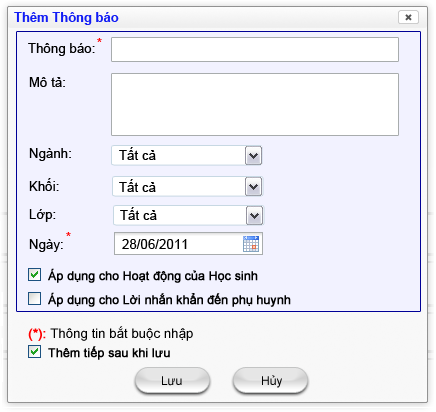 Thêm Thông báo
Thông báo:*
Mô tả:
Ngành: Tất cả
Khối: Tất cả
Lớp: Tất cả
Ngày:* 28/06/2011
Áp dụng cho Hoạt động của Học sinh
Áp dụng cho Lời nhắn khẩn đến phụ huynh
(*): Thông tin bắt buộc nhập
Thêm tiếp sau khi lưu
Lưu Hủy